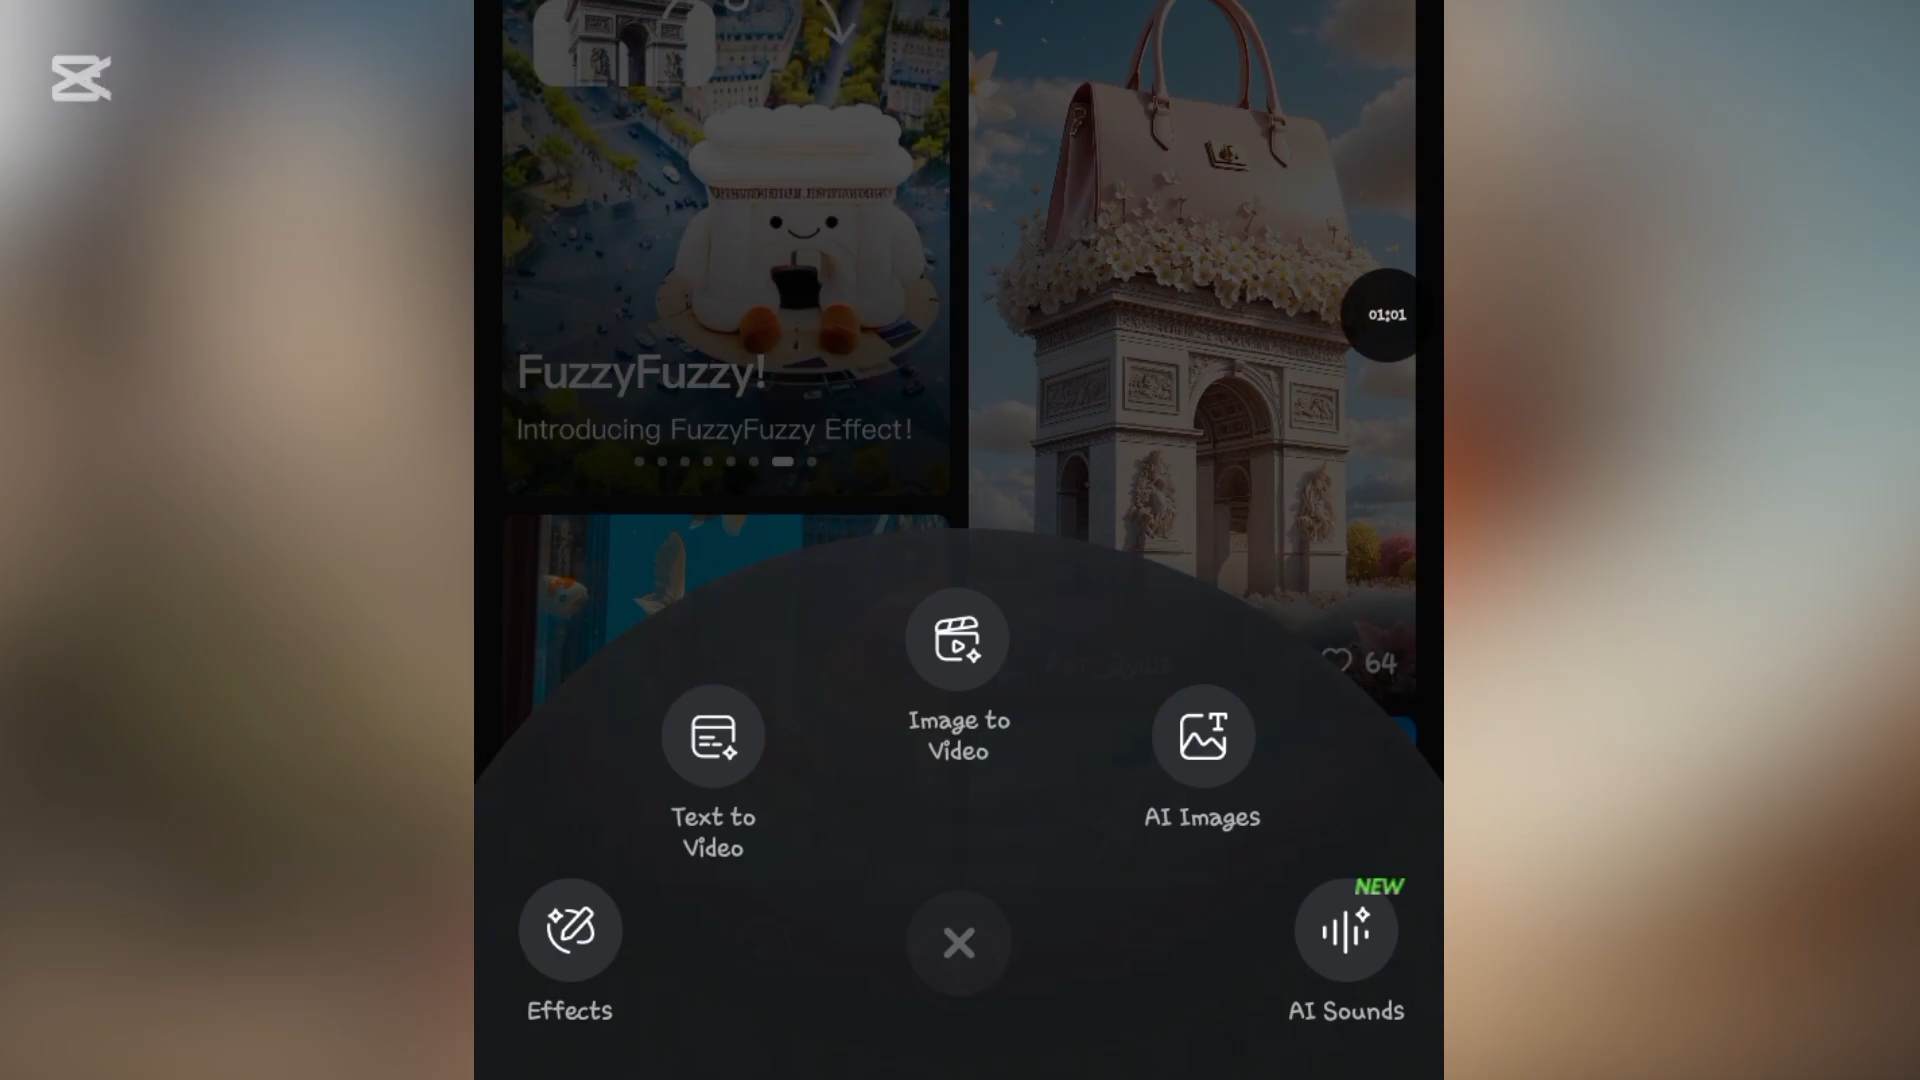 FuzzyFuzzy!
Introducing FuzzyFuzzy Effect!
01:01
64
Image to
Video
Text to
Video
AI Images
NEW
Effects
AI Sounds